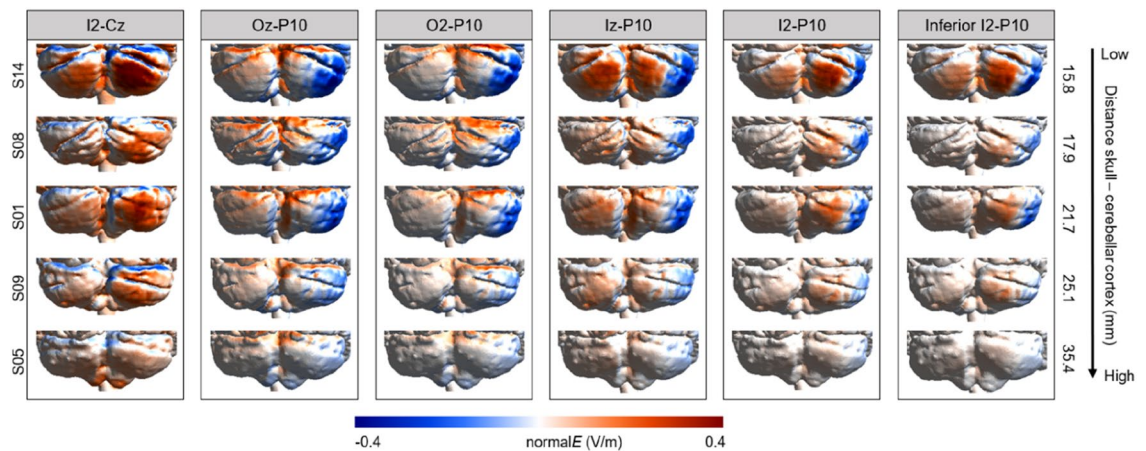 I2-Cz
Oz-P10
O2-P10
Iz-P10
I2-P10
Inferior I2-P10
S14
15.8
S08
17.9
S01
21.7
S09
25.1
S05
35.4
Low
Distance skull – cerebellar cortex (mm)
High
-0.4
normalE (V/m)
0.4